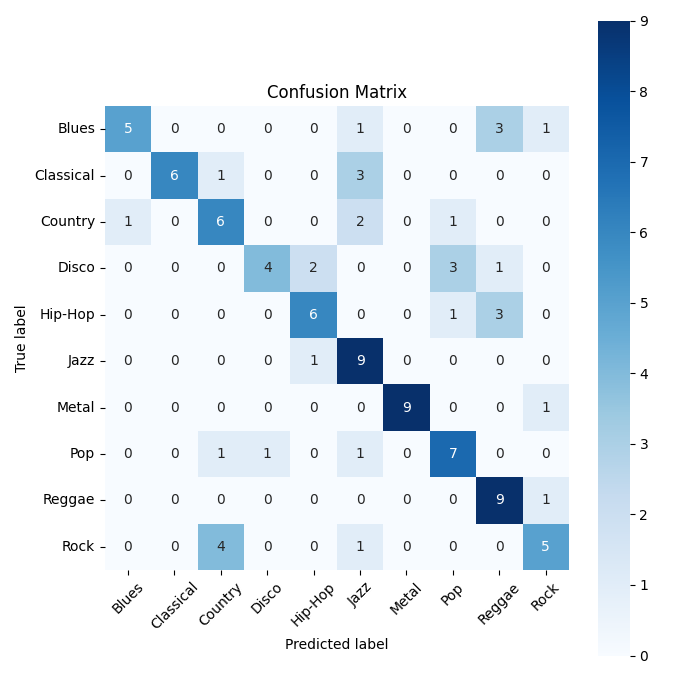 Confusion Matrix
Blues 5 0 0 0 0 1 0 0 3 1
Classical 0 6 1 0 0 3 0 0 0 0
Country 1 0 6 0 0 2 0 1 0 0
Disco 0 0 0 4 2 0 0 3 1 0
Hip-Hop 0 0 0 0 6 0 0 1 3 0
Jazz 0 0 0 0 1 9 0 0 0 0
Metal 0 0 0 0 0 0 9 0 0 1
Pop 0 0 1 1 0 1 0 7 0 0
Reggae 0 0 0 0 0 0 0 0 9 1
Rock 0 0 4 0 0 1 0 0 0 5
Blues Classical Country Disco Hip-Hop Jazz Metal Pop Reggae Rock
Predicted label
True label
9
8
7
6
5
4
3
2
1
0